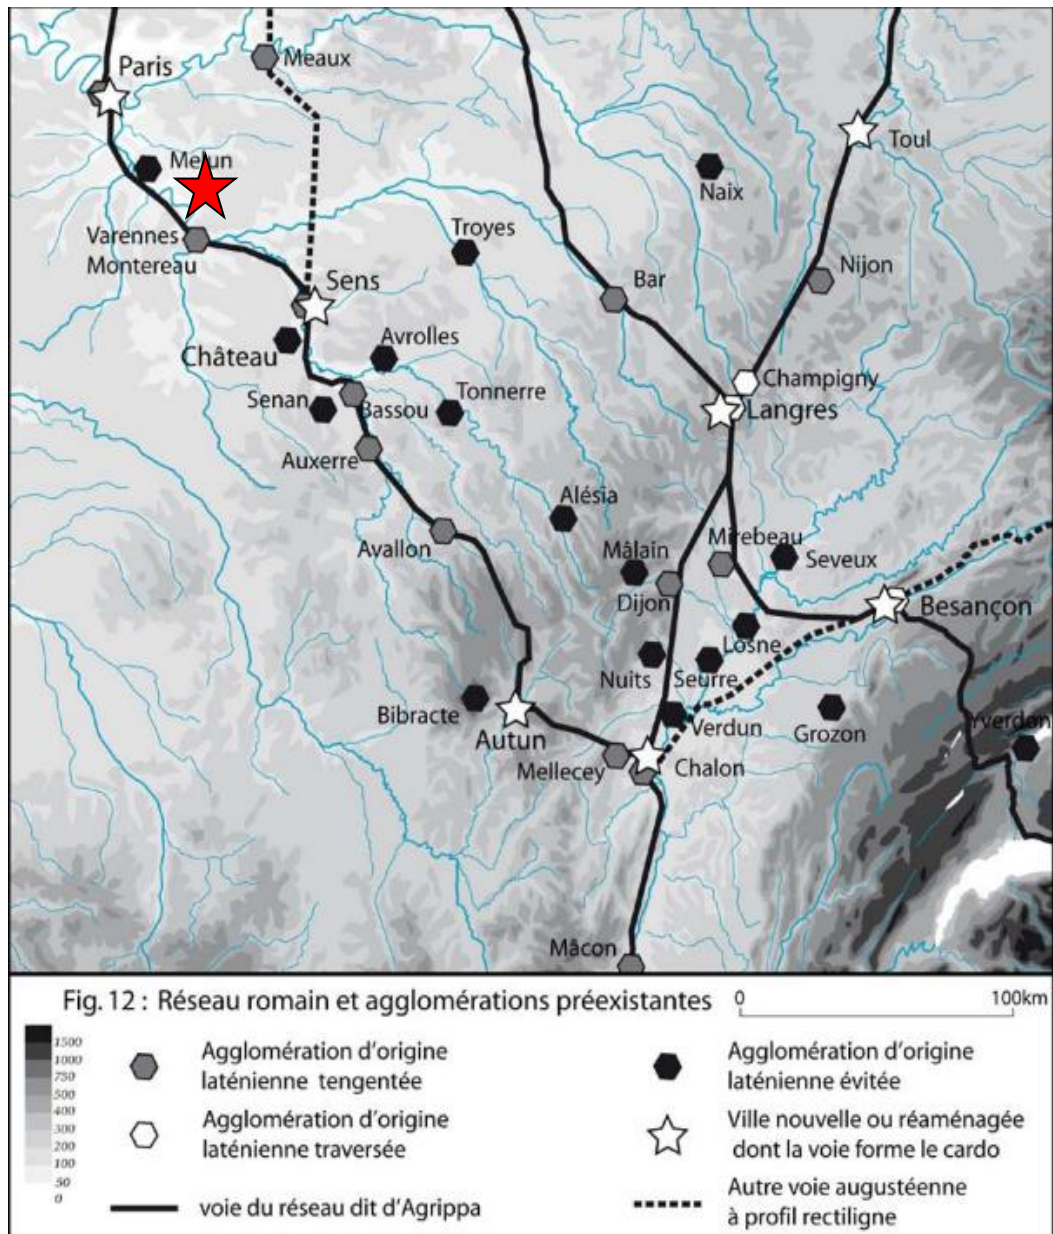 Meaux
Paris
Toul
Melun
Naix
Troyes
Varennes
Montereau
Nijon
Bar
Sens
Avrolles
Château
Champigny
Tonnerre
Senan
Bassou
Langres
Auxerre
Alésia
Avallon
Mirebeau
Mâlain
Seveux
Dijon
Besançon
Losne
Nuits
Seurre
Bibracte
Verdun
Grozon
Yverdon
Autun
Mellecey
Chalon
Mâcon
Fig. 12 : Réseau romain et agglomérations préexistantes
0
100km
1500
1000
750
500
400
300
200
100
50
0
Agglomération d'origine
laténienne tengentée
Agglomération d'origine
laténienne évitée
Agglomération d'origine
laténienne traversée
Ville nouvelle ou réaménagée
dont la voie forme le cardo
voie du réseau dit d'Agrippa
Autre voie augustéenne
à profil rectiligne